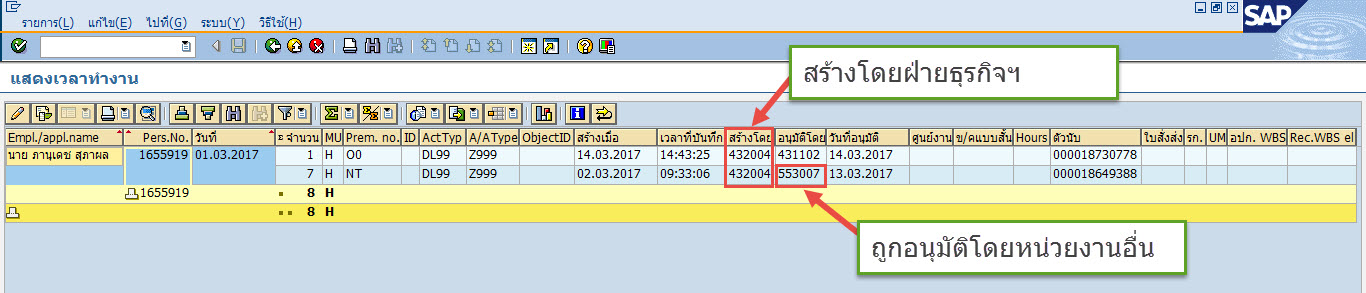 รายการ(L) แก้ไข(E) ไปที่(G) ระบบ(Y) วิธีใช้(H)
SAP
สร้างโดยฝ่ายธุรกิจฯ
แสดงเวลาทำงาน
Empl./appl.name Pers.No. วันที่ จำนวน MU Prem. no. ID ActTyp A/AType ObjectID สร้างเมื่อ เวลาที่บันทึก สร้างโดย อนุมัติโดย วันที่อนุมัติ ศูนย์งาน ข/คแบบสั้น Hours ตัวนับ ใบสั่งส่ง รก. UM อปก. WBS Rec.WBS el
นาย ภานุเดช สุภาผล 1655919 01.03.2017 1 H O0 DL99 Z999 14.03.2017 14:43:25 432004 431102 14.03.2017 000018730778
7 H NT DL99 Z999 02.03.2017 09:33:06 432004 553007 13.03.2017 000018649388
1655919 8 H
8 H
ถูกอนุมัติโดยหน่วยงานอื่น